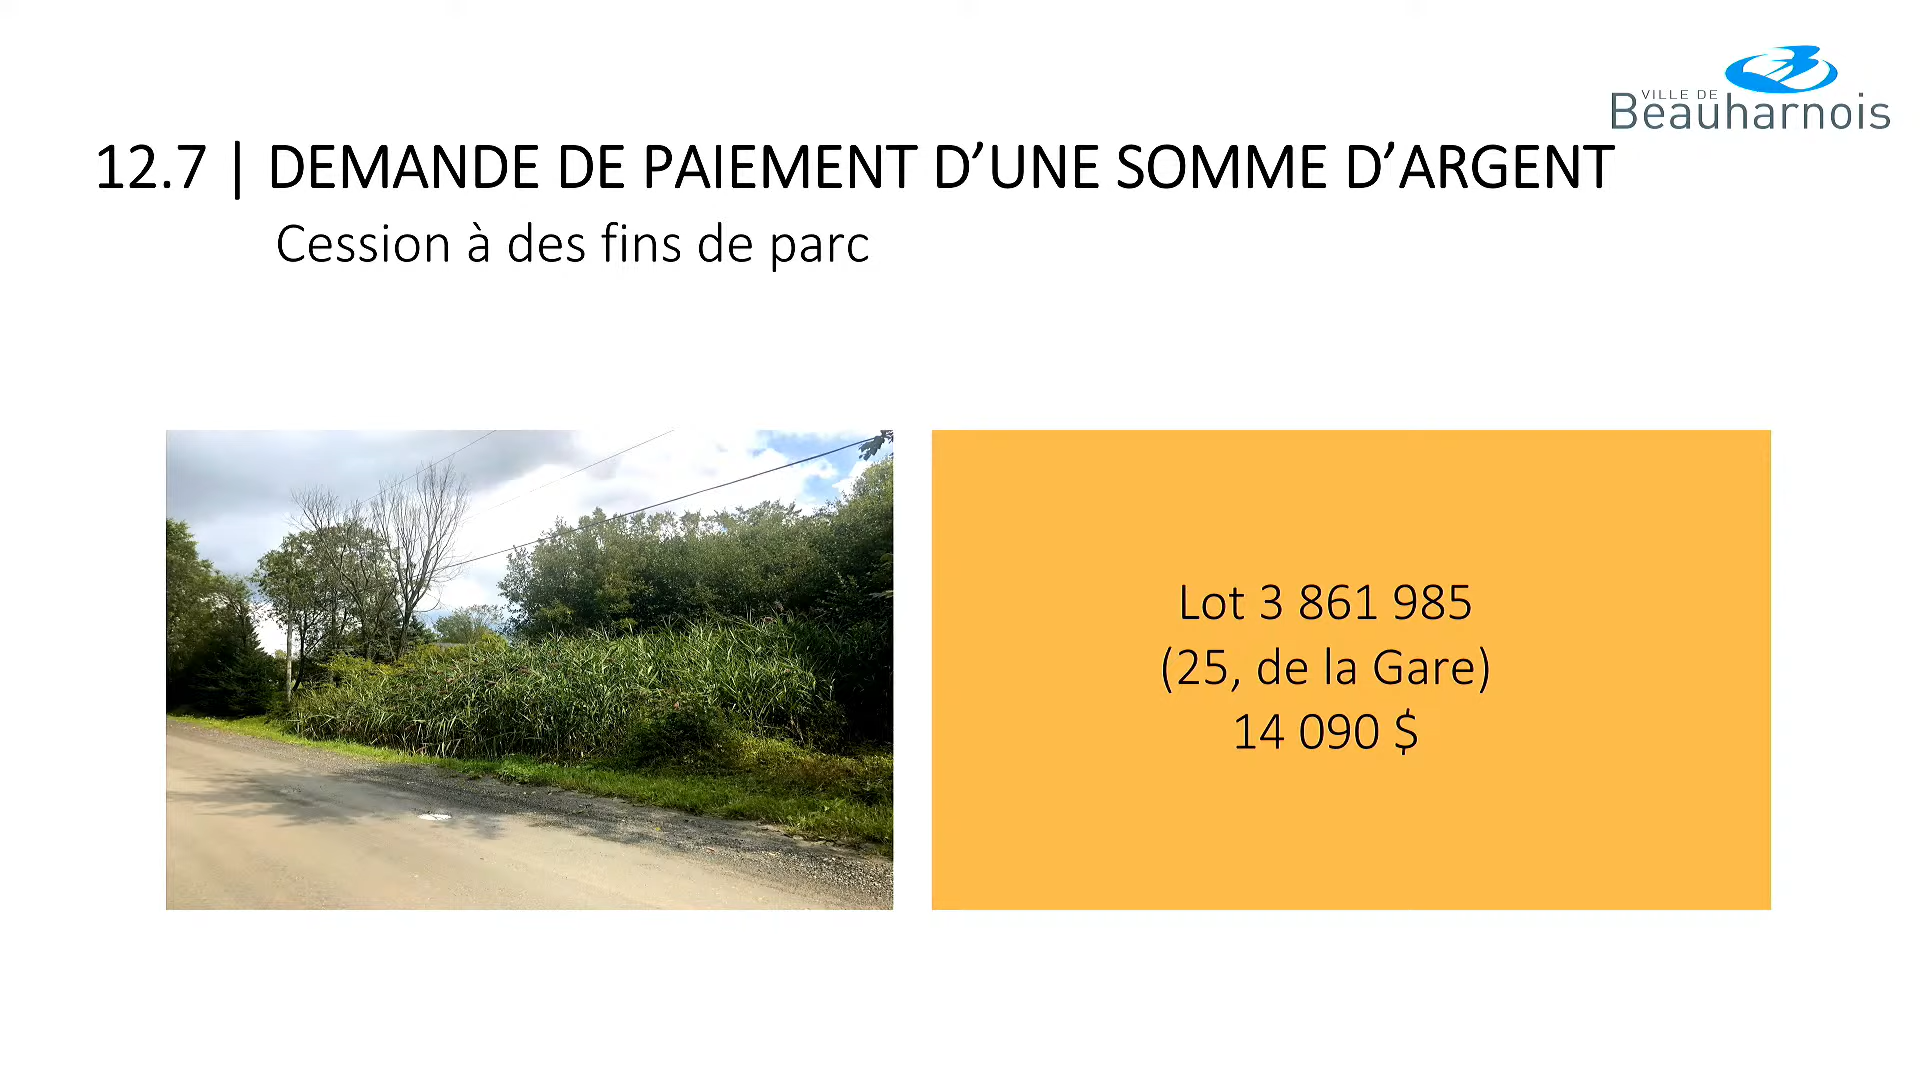 VILLE DE
Beauharnois
12.7 | DEMANDE DE PAIEMENT D’UNE SOMME D’ARGENT
Cession à des fins de parc
Lot 3 861 985
(25, de la Gare)
14 090 $